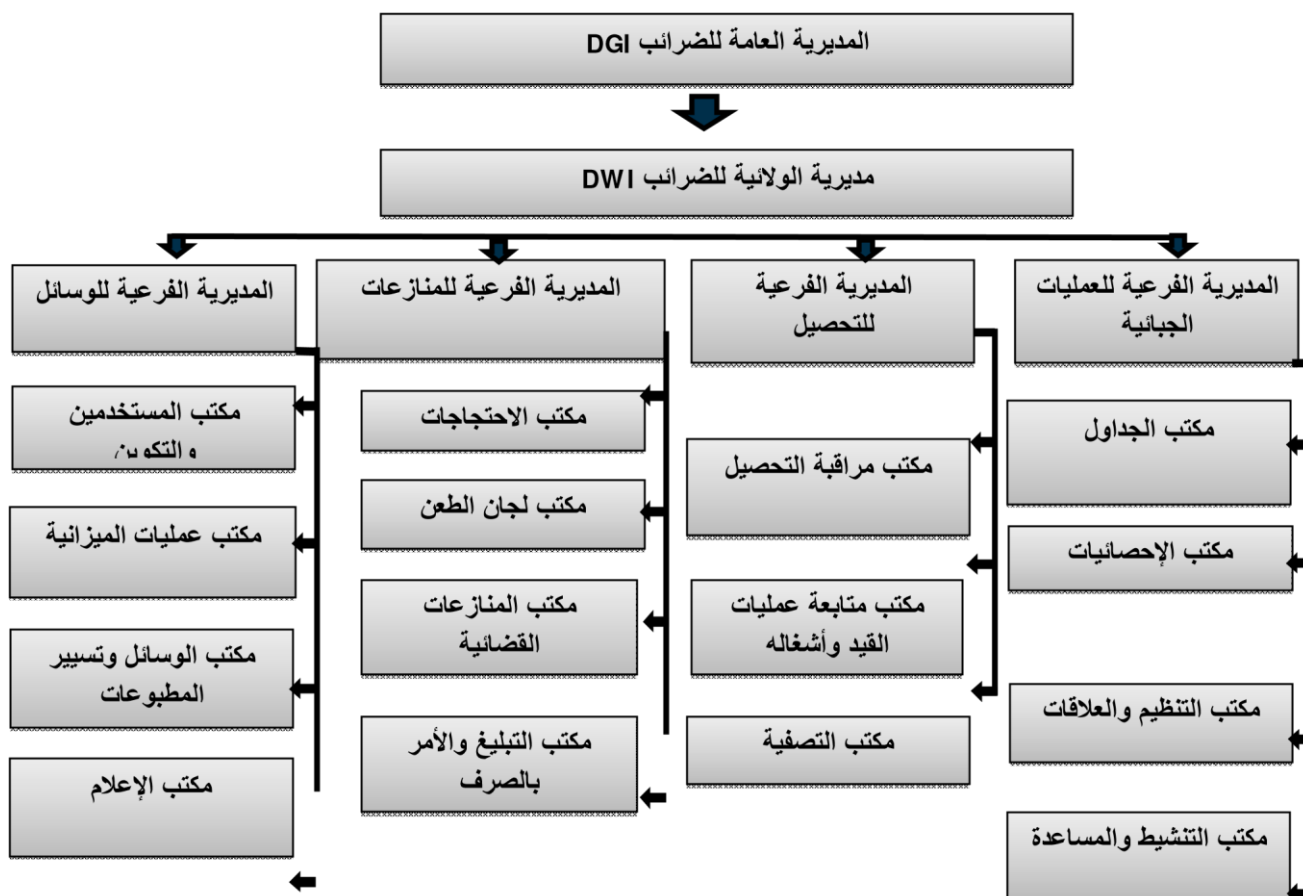 المديرية العامة للضرائب DGI
مديرية الولائية للضرائب DWI
المديرية الفرعية للعمليات
الجبائية
مكتب الجداول
مكتب الإحصائيات
مكتب التنظيم والعلاقات
مكتب التنشيط والمساعدة
المديرية الفرعية
للتحصيل
مكتب مراقبة التحصيل
مكتب متابعة عمليات
القيد وأشغاله
مكتب التصفية
المديرية الفرعية للمنازعات
مكتب الاحتجاجات
مكتب لجان الطعن
مكتب المنازعات
القضائية
مكتب التبليغ والأمر
بالصرف
المديرية الفرعية للوسائل
مكتب المستخدمين
والتكوين
مكتب عمليات الميزانية
مكتب الوسائل وتسيير
المطبوعات
مكتب الإعلام